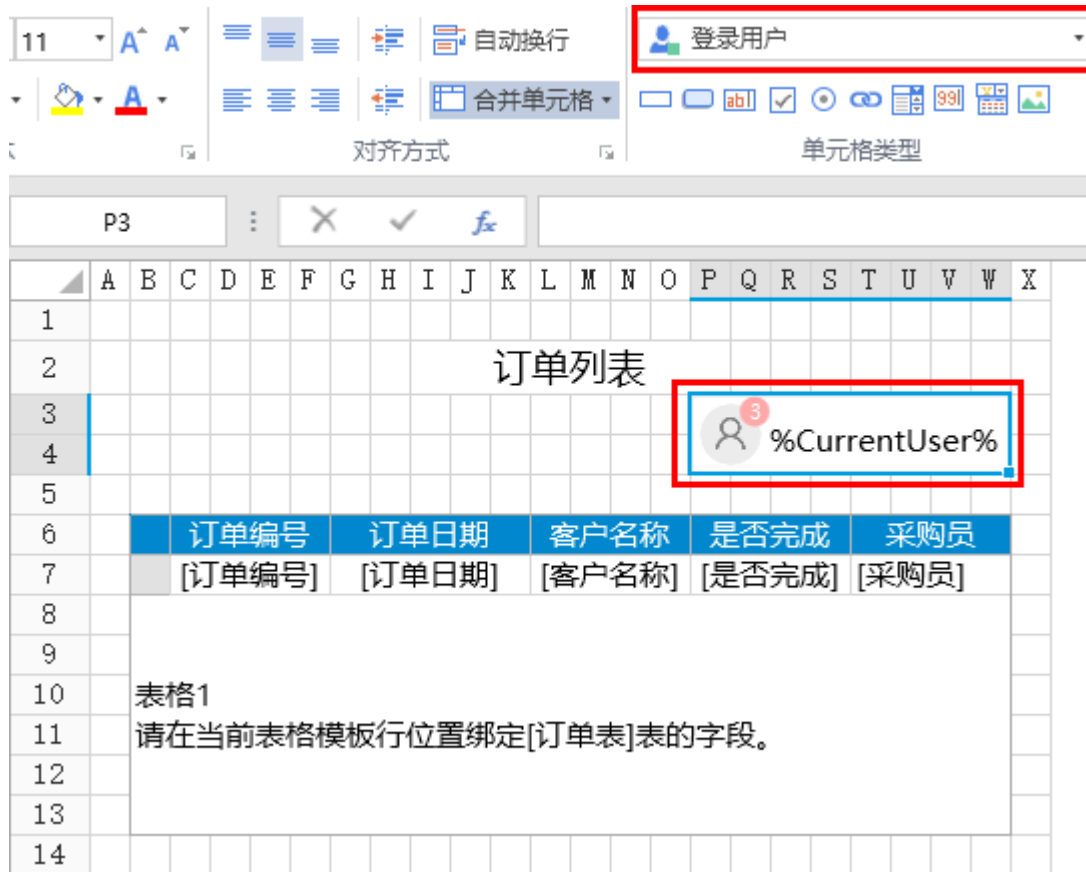 11 A A 自动换行 登录用户
A 合并单元格 abl 99
对齐方式 单元格类型
P3 fx
A B C D E F G H I J K L M N O P Q R S T U V W X
1
2 订单列表
3 3
4 %CurrentUser%
5
6 订单编号 订单日期 客户名称 是否完成 采购员
7 [订单编号] [订单日期] [客户名称] [是否完成] [采购员]
8
9
10 表格1
11 请在当前表格模板行位置绑定[订单表]表的字段。
12
13
14